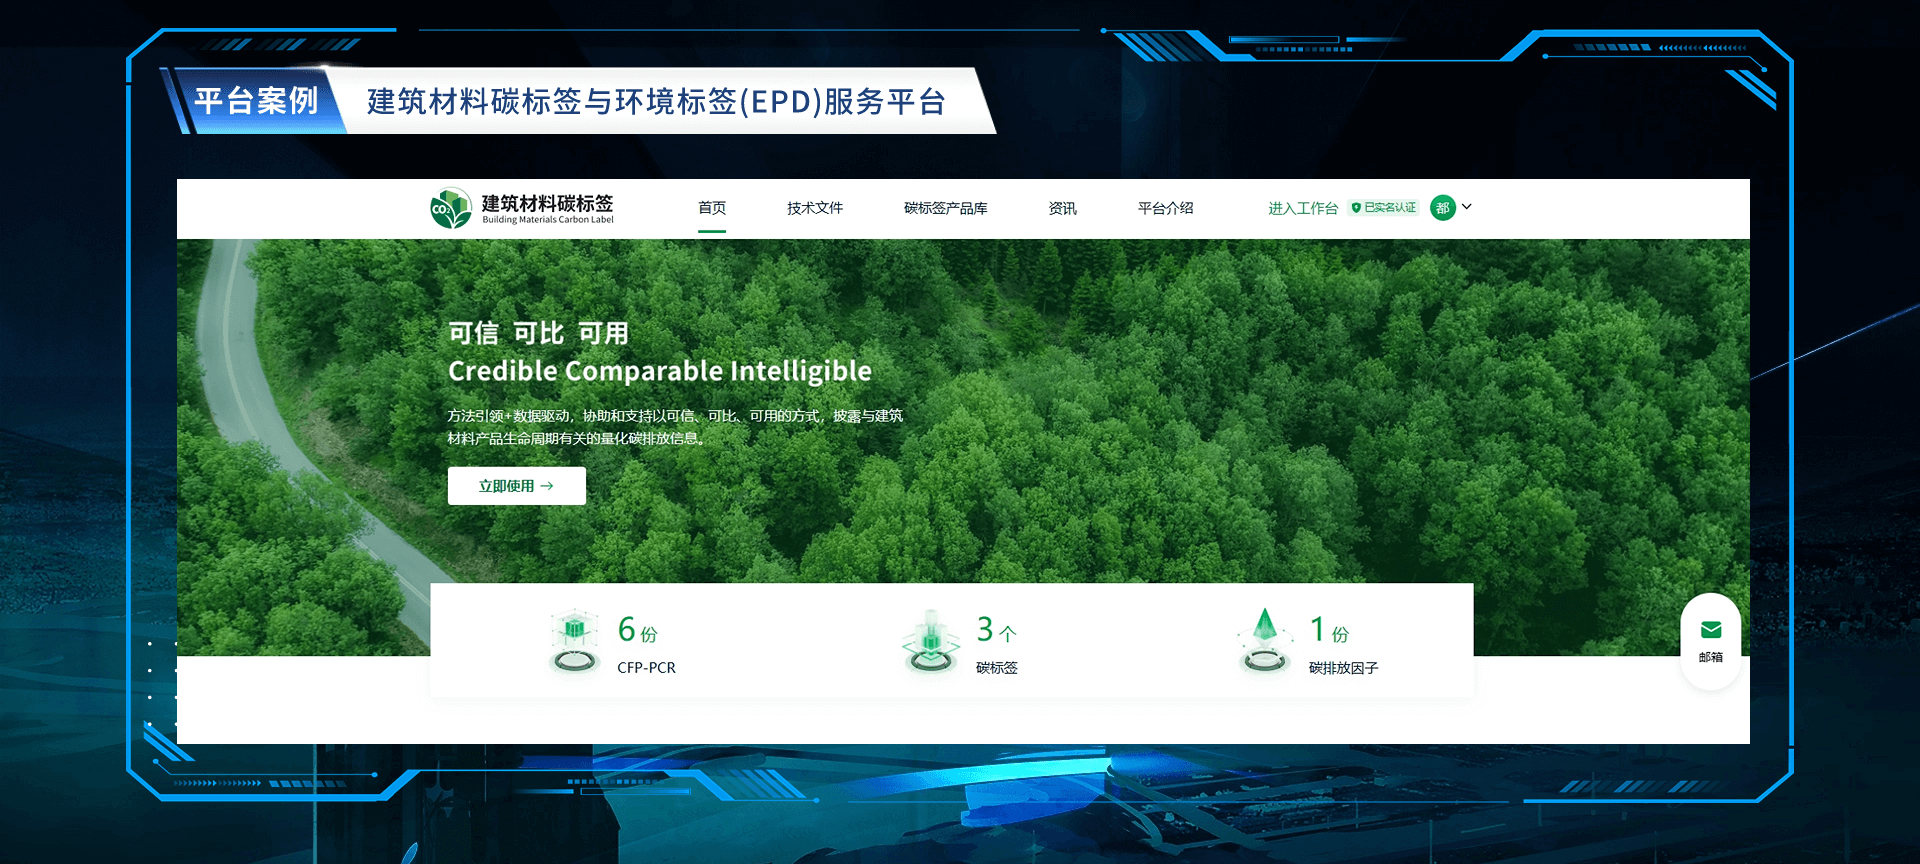 平台案例
建筑材料碳标签与环境标签(EPD)服务平台
CO₂
建筑材料碳标签
Building Materials Carbon Label
首页
技术文件
碳标签产品库
资讯
平台介绍
进入工作台
已实名认证
都
可信 可比 可用
Credible Comparable Intelligible
方法引领+数据驱动，协助和支持以可信、可比、可用的方式，披露与建筑
材料产品生命周期有关的量化碳排放信息。
立即使用 →
6 份
CFP-PCR
3 个
碳标签
1 份
碳排放因子
邮箱